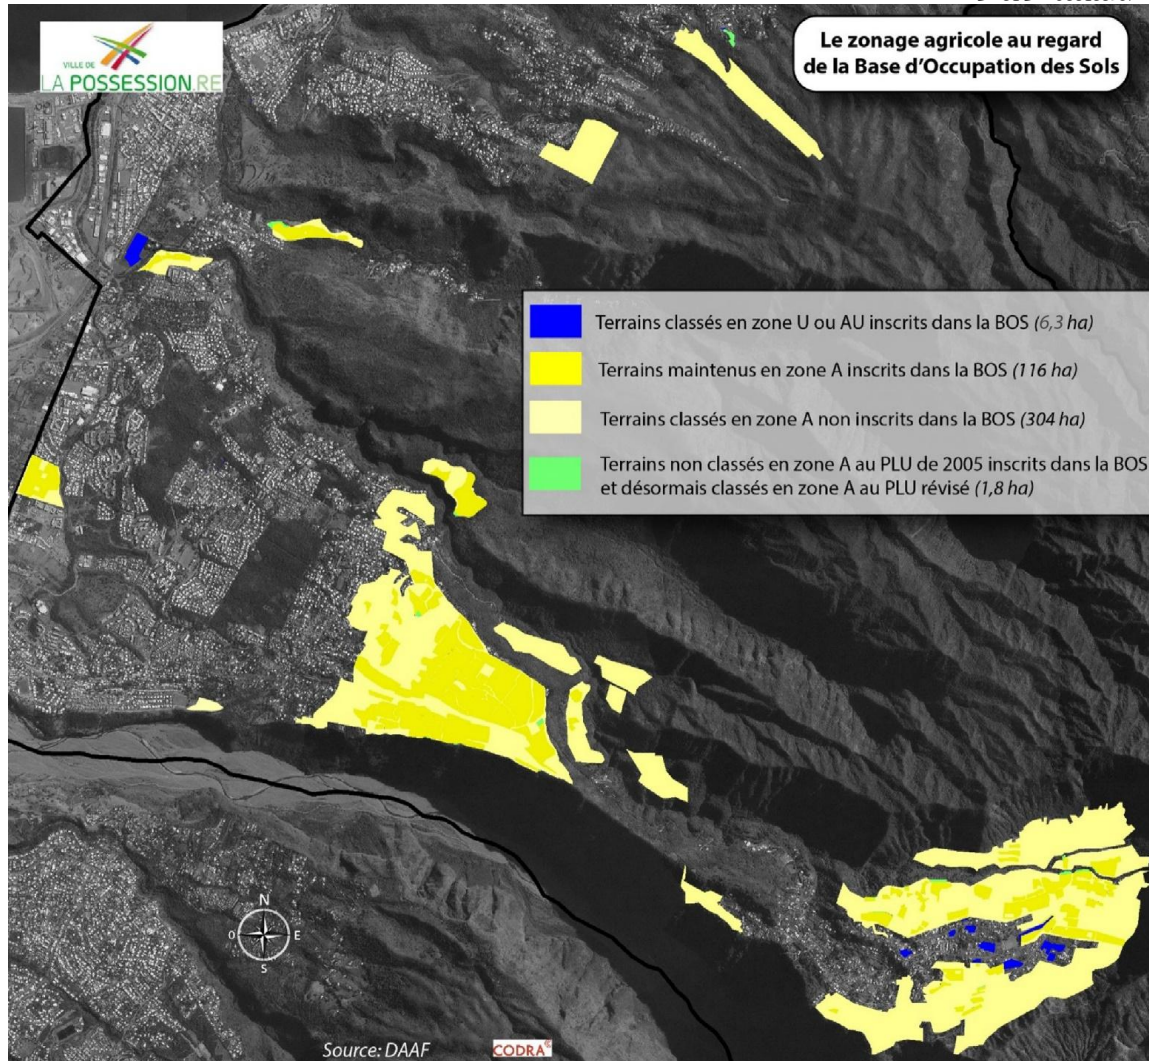 VILLE DE
LA POSSESSION.RE
Le zonage agricole au regard
de la Base d'Occupation des Sols
Terrains classés en zone U ou AU inscrits dans la BOS (6,3 ha)
Terrains maintenus en zone A inscrits dans la BOS (116 ha)
Terrains classés en zone A non inscrits dans la BOS (304 ha)
Terrains non classés en zone A au PLU de 2005 inscrits dans la BOS
et désormais classés en zone A au PLU révisé (1,8 ha)
N
O
E
S
Source: DAAF
CODRA